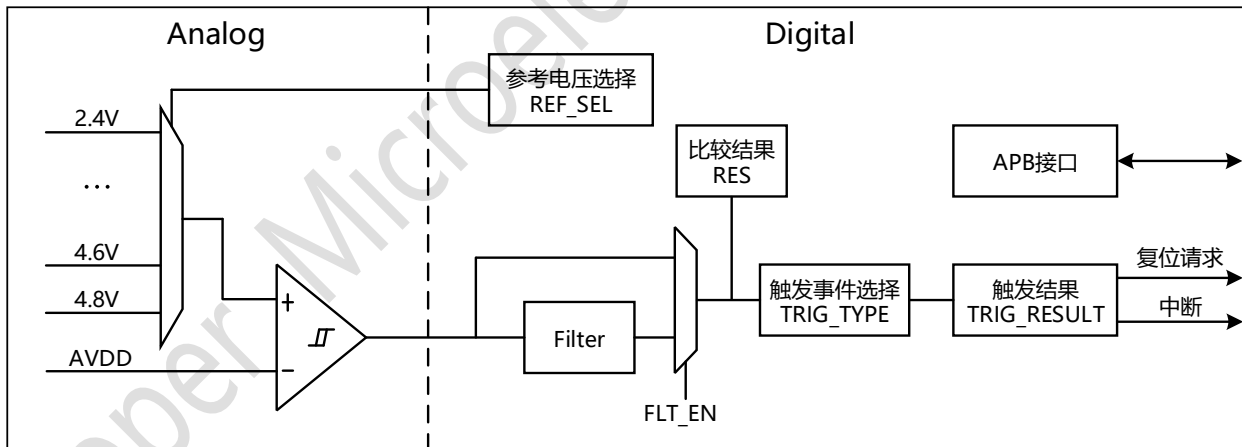 Analog
Digital
参考电压选择
REF_SEL
2.4V
...
4.6V
4.8V
AVDD
+
-
比较结果
RES
APB接口
Filter
FLT_EN
触发事件选择
TRIG_TYPE
触发结果
TRIG_RESULT
复位请求
中断